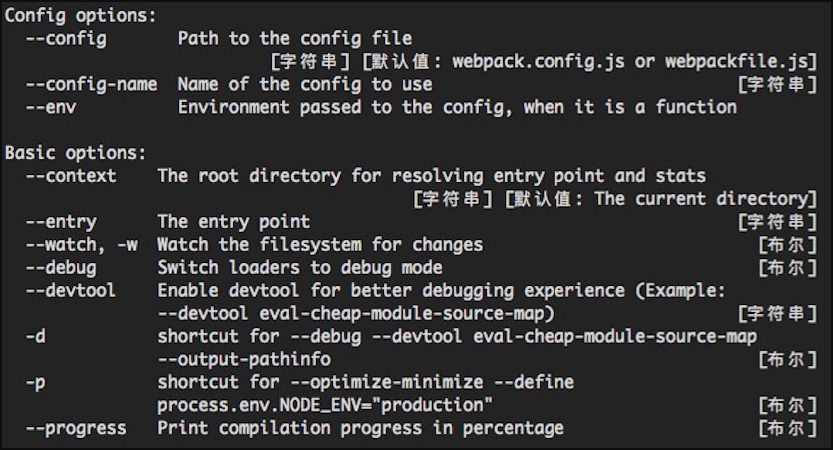 Config options:
--config Path to the config file
[字符串] [默认值: webpack.config.js or webpackfile.js]
--config-name Name of the config to use [字符串]
--env Environment passed to the config, when it is a function
Basic options:
--context The root directory for resolving entry point and stats
[字符串] [默认值: The current directory]
--entry The entry point [字符串]
--watch, -w Watch the filesystem for changes [布尔]
--debug Switch loaders to debug mode [布尔]
--devtool Enable devtool for better debugging experience (Example:
--devtool eval-cheap-module-source-map) [字符串]
-d shortcut for --debug --devtool eval-cheap-module-source-map
--output-pathinfo [布尔]
-p shortcut for --optimize-minimize --define
process.env.NODE_ENV="production" [布尔]
--progress Print compilation progress in percentage [布尔]